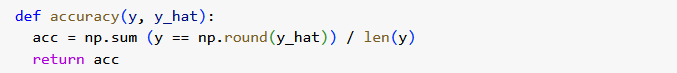 def accuracy(y, y_hat):
  acc = np.sum (y == np.round(y_hat)) / len(y)
  return acc